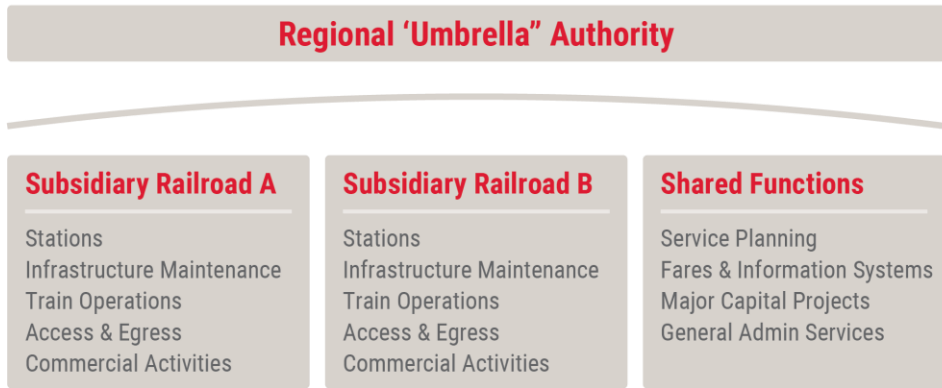 Regional ‘Umbrella” Authority
Subsidiary Railroad A
Stations
Infrastructure Maintenance
Train Operations
Access & Egress
Commercial Activities
Subsidiary Railroad B
Stations
Infrastructure Maintenance
Train Operations
Access & Egress
Commercial Activities
Shared Functions
Service Planning
Fares & Information Systems
Major Capital Projects
General Admin Services